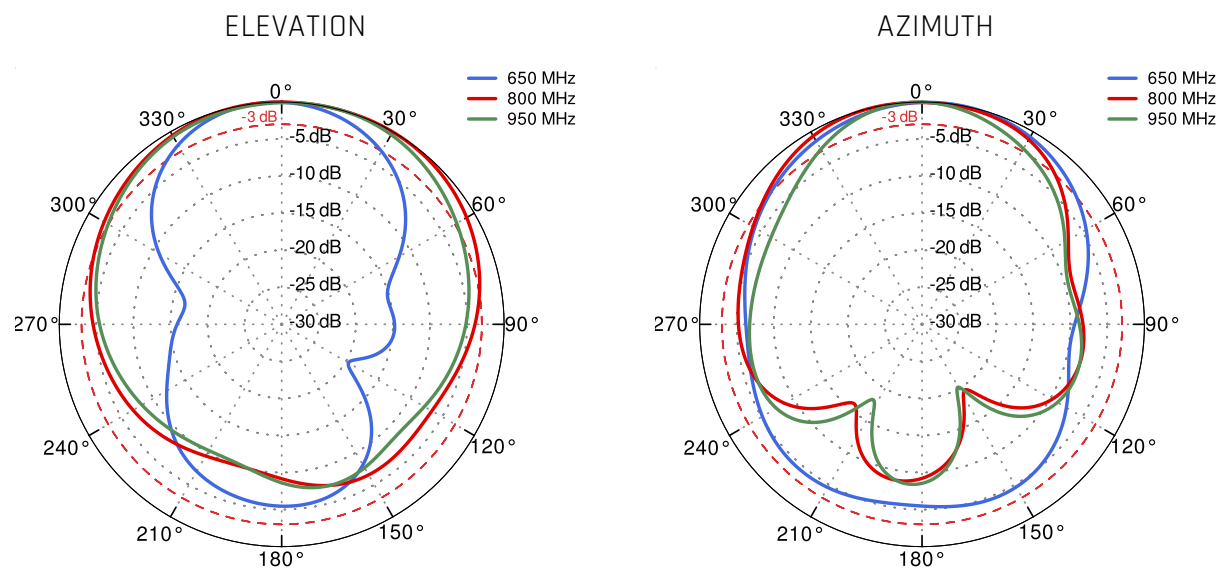 ELEVATION
650 MHz
800 MHz
950 MHz
0°
330°
-3 dB
30°
-5 dB
-10 dB
300°
-15 dB
60°
-20 dB
-25 dB
270°
-30 dB
90°
240°
120°
210°
150°
180°
AZIMUTH
650 MHz
800 MHz
950 MHz
0°
330°
-3 dB
30°
-5 dB
-10 dB
300°
-15 dB
60°
-20 dB
-25 dB
270°
-30 dB
90°
240°
120°
210°
150°
180°